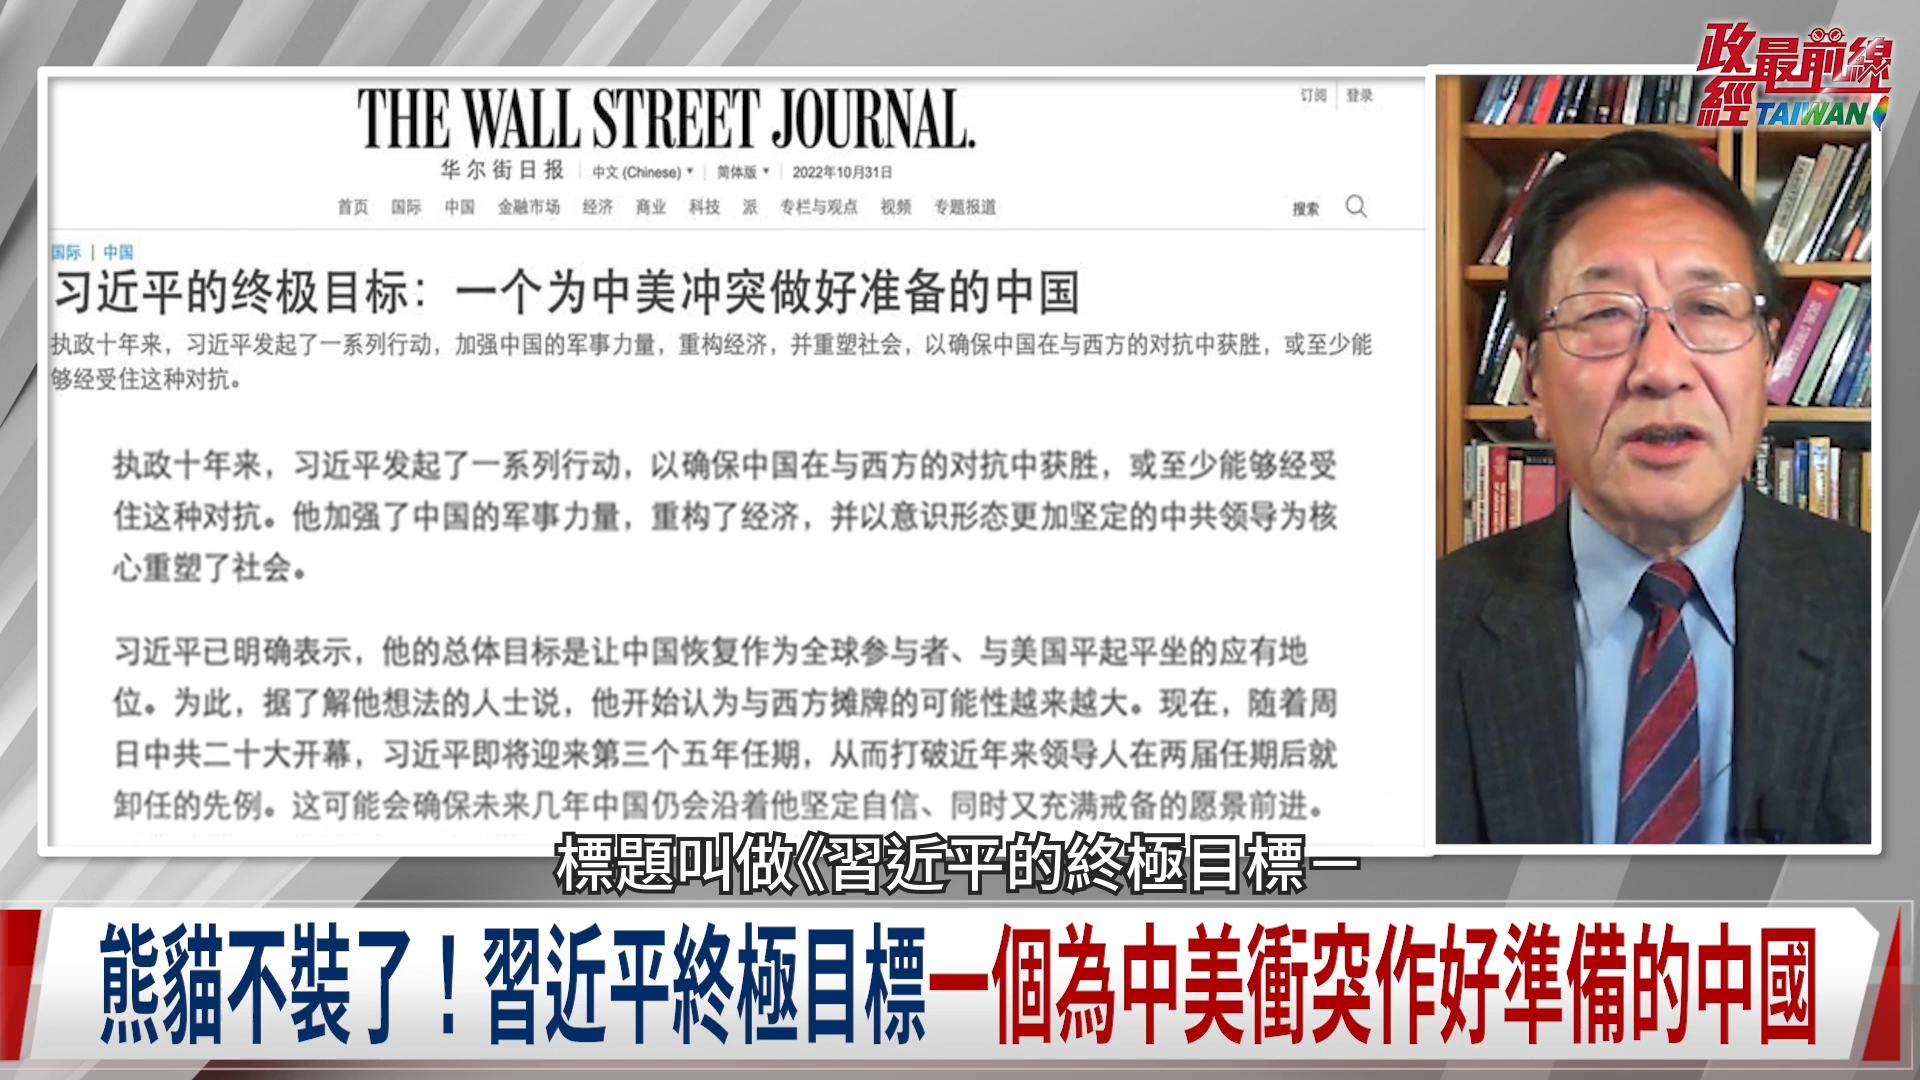 政經最前線
TAIWAN
THE WALL STREET JOURNAL.
订阅 登录
华尔街日报 中文 (Chinese) 简体版 2022年10月31日
首页 国际 中国 金融市场 经济 商业 科技 派 专栏与观点 视频 专题报道 搜索
国际 | 中国
习近平的终极目标：一个为中美冲突做好准备的中国
执政十年来，习近平发起了一系列行动，加强中国的军事力量，重构经济，并重塑社会，以确保中国在与西方的对抗中获胜，或至少能
够经受住这种对抗。
执政十年来，习近平发起了一系列行动，以确保中国在与西方的对抗中获胜，或至少能够经受
住这种对抗。他加强了中国的军事力量，重构了经济，并以意识形态更加坚定的中共领导为核
心重塑了社会。
习近平已明确表示，他的总体目标是让中国恢复作为全球参与者、与美国平起平坐的应有地
位。为此，据了解他想法的人士说，他开始认为与西方摊牌的可能性越来越大。现在，随着周
日中共二十大开幕，习近平即将迎来第三个五年任期，从而打破近年来领导人在两届任期后就
卸任的先例。这可能会确保未来几年中国仍会沿着他坚定自信、同时又充满戒备的愿景前进。
標題叫做《習近平的終極目標－
熊貓不裝了！習近平終極目標一個為中美衝突作好準備的中國